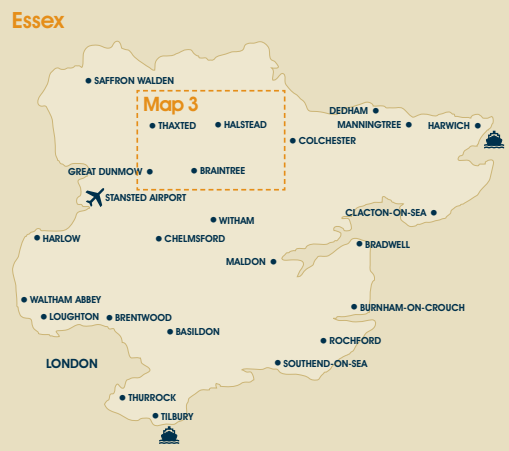 Essex
SAFFRON WALDEN
Map 3
DEDHAM
THAXTED
HALSTEAD
MANNINGTREE
HARWICH
COLCHESTER
GREAT DUNMOW
BRAINTREE
STANSTED AIRPORT
CLACTON-ON-SEA
WITHAM
HARLOW
CHELMSFORD
BRADWELL
MALDON
WALTHAM ABBEY
BURNHAM-ON-CROUCH
LOUGHTON
BRENTWOOD
BASILDON
ROCHFORD
LONDON
SOUTHEND-ON-SEA
THURROCK
TILBURY